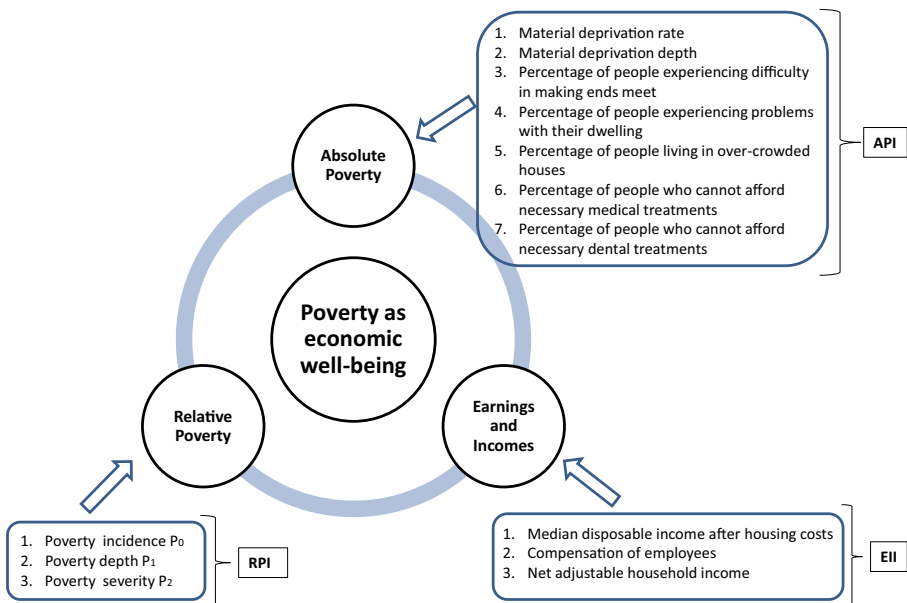 1. Material deprivation rate
2. Material deprivation depth
3. Percentage of people experiencing difficulty
in making ends meet
4. Percentage of people experiencing problems
with their dwelling
5. Percentage of people living in over-crowded
houses
6. Percentage of people who cannot afford
necessary medical treatments
7. Percentage of people who cannot afford
necessary dental treatments
API
Absolute
Poverty
Poverty as
economic
well-being
Relative
Poverty
Earnings
and
Incomes
1. Poverty incidence P0
2. Poverty depth P1
3. Poverty severity P2
RPI
1. Median disposable income after housing costs
2. Compensation of employees
3. Net adjustable household income
EII